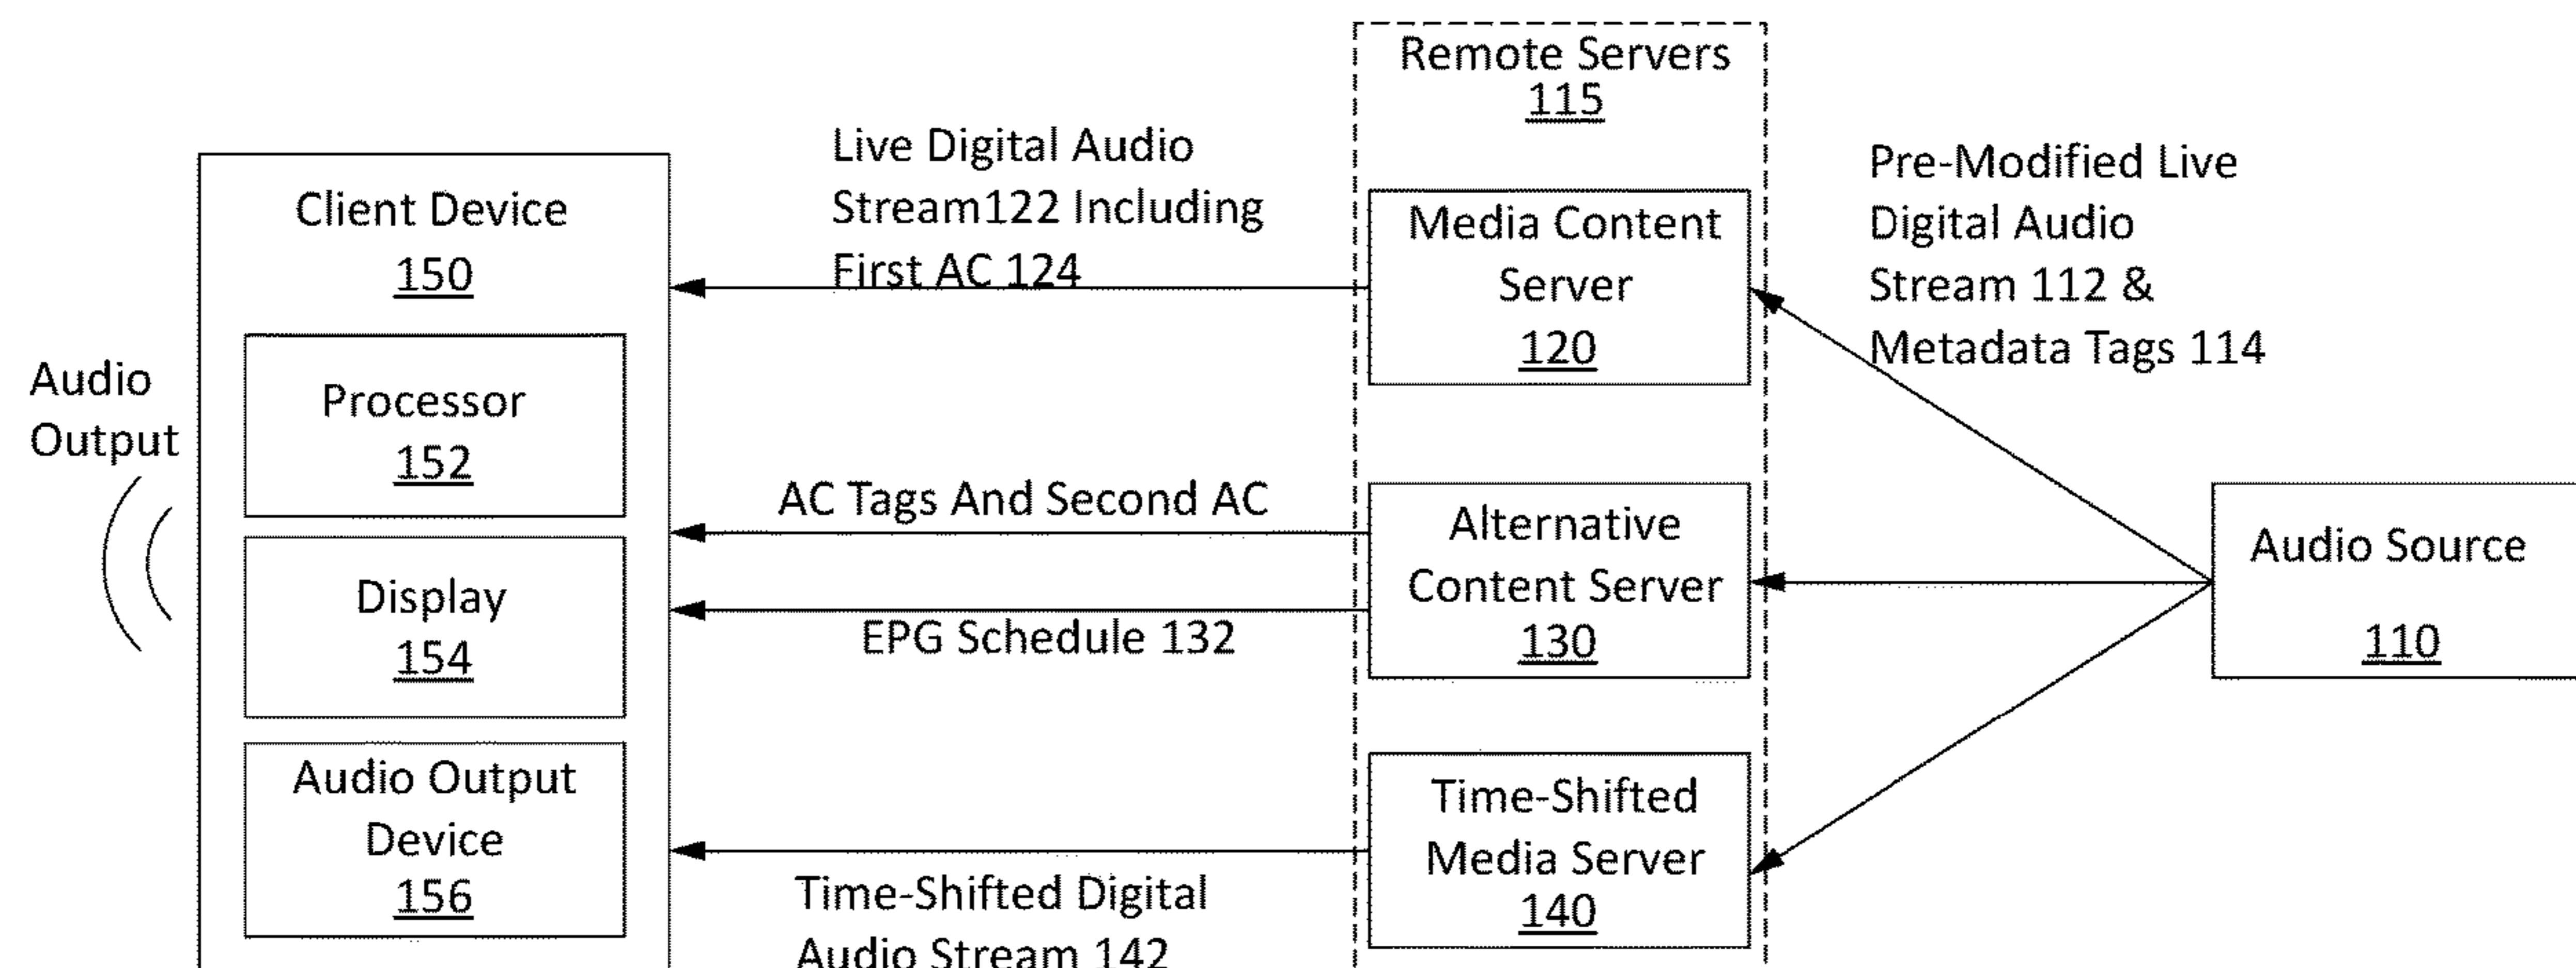 Remote Servers
115
Live Digital Audio
Stream122 Including
First AC 124
Pre-Modified Live
Digital Audio
Stream 112 &
Metadata Tags 114
Client Device
150
Media Content
Server
120
Audio
Output
Processor
152
AC Tags And Second AC
Alternative
Content Server
130
Audio Source
110
Display
154
EPG Schedule 132
Audio Output
Device
156
Time-Shifted
Media Server
140
Time-Shifted Digital
Audio Stream 142